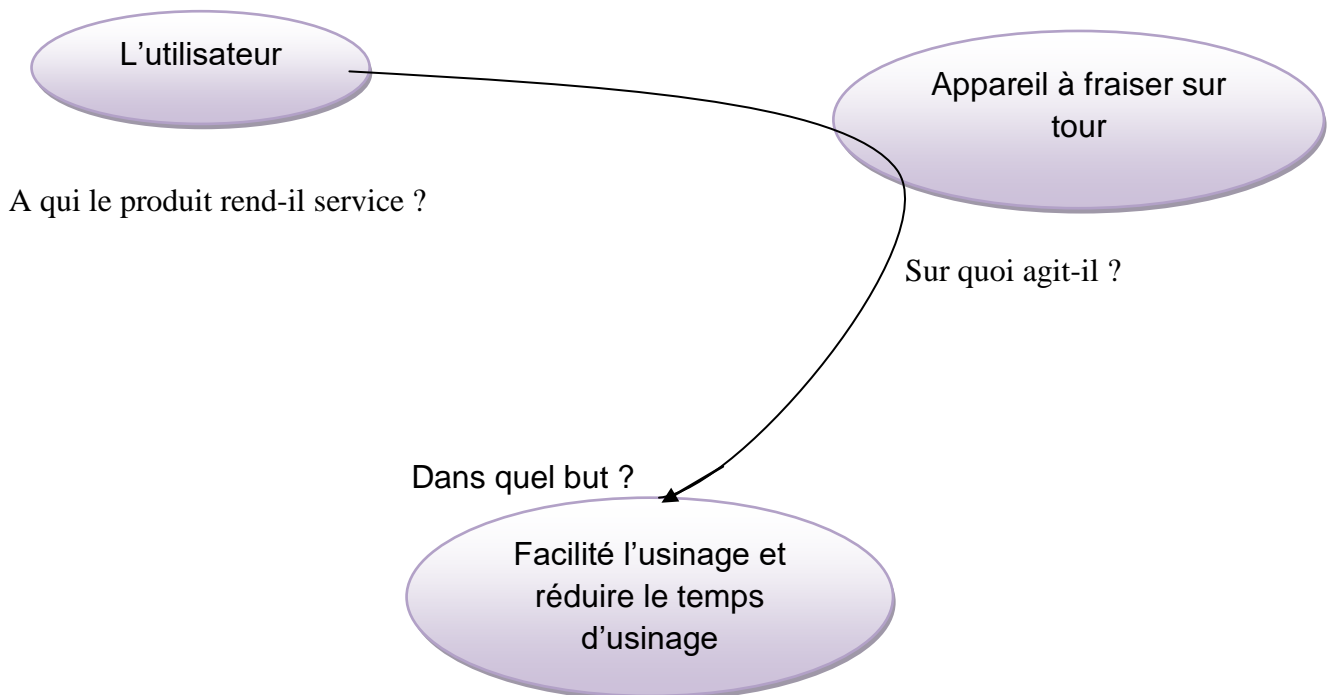 L’utilisateur
Appareil à fraiser sur
tour
A qui le produit rend-il service ?
Sur quoi agit-il ?
Dans quel but ?
Facilité l’usinage et
réduire le temps
d’usinage